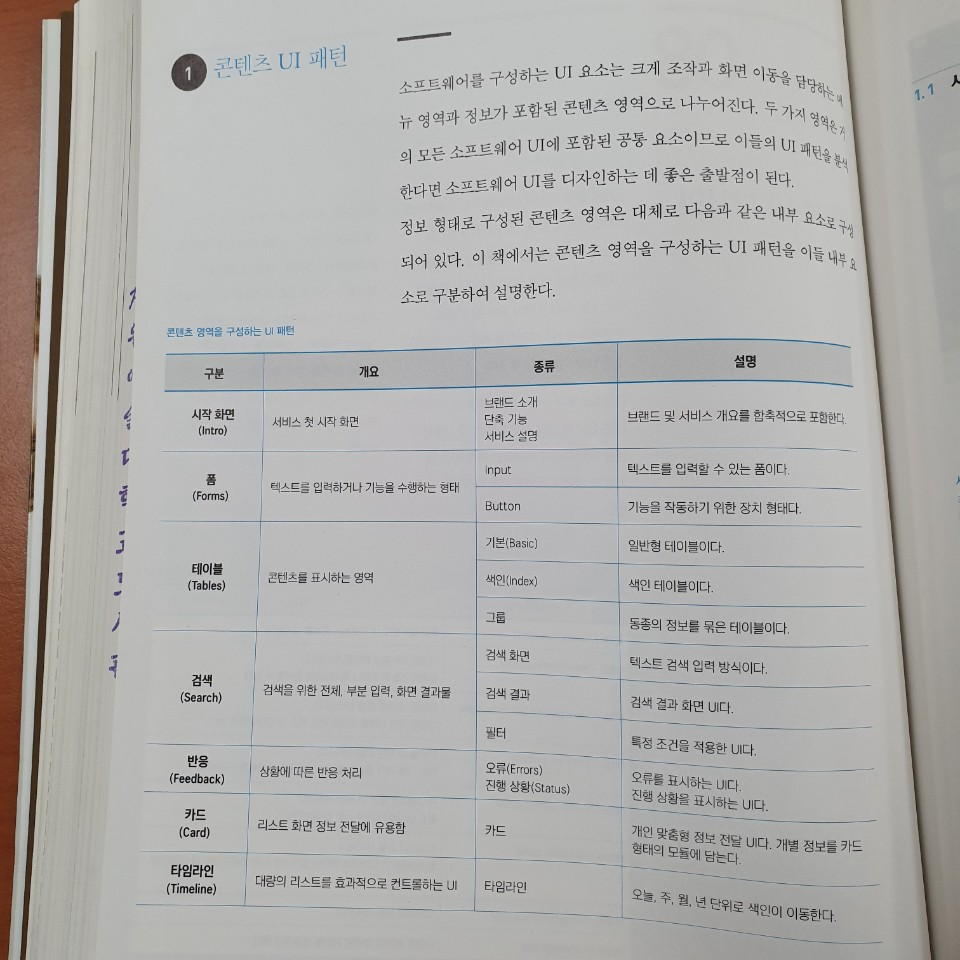 1 콘텐츠 UI 패턴
소프트웨어를 구성하는 UI 요소는 크게 조작과 화면 이동을 담당하는 메
뉴 영역과 정보가 포함된 콘텐츠 영역으로 나누어진다. 두 가지 영역은 거
의 모든 소프트웨어 UI에 포함된 공통 요소이므로 이들의 UI 패턴을 분석
한다면 소프트웨어 UI를 디자인하는 데 좋은 출발점이 된다.
정보 형태로 구성된 콘텐츠 영역은 대체로 다음과 같은 내부 요소로 구성
되어 있다. 이 책에서는 콘텐츠 영역을 구성하는 UI 패턴을 이들 내부 요
소로 구분하여 설명한다.
콘텐츠 영역을 구성하는 UI 패턴
구분 개요 종류 설명
시작 화면
(Intro)
서비스 첫 시작 화면
브랜드 소개
단축 기능
서비스 설명
브랜드 및 서비스 개요를 함축적으로 포함한다.
폼
(Forms)
텍스트를 입력하거나 기능을 수행하는 형태
input 텍스트를 입력할 수 있는 폼이다.
Button 기능을 작동하기 위한 장치 형태다.
테이블
(Tables)
콘텐츠를 표시하는 영역
기본(Basic) 일반형 테이블이다.
색인(Index) 색인 테이블이다.
그룹 동종의 정보를 묶은 테이블이다.
검색
(Search)
검색을 위한 전체, 부분 입력, 화면 결과물
검색 화면 텍스트 검색 입력 방식이다.
검색 결과 검색 결과 화면 UI다.
필터 특정 조건을 적용한 UI다.
반응
(Feedback)
상황에 따른 반응 처리
오류(Errors)
진행 상황(Status)
오류를 표시하는 UI다.
진행 상황을 표시하는 UI다.
카드
(Card)
리스트 화면 정보 전달에 유용함
카드
개인 맞춤형 정보 전달 UI다. 개별 정보를 카드
형태의 모듈에 담는다.
타임라인
(Timeline)
대량의 리스트를 효과적으로 컨트롤하는 UI
타임라인
오늘, 주, 월, 년 단위로 색인이 이동한다.
1.1